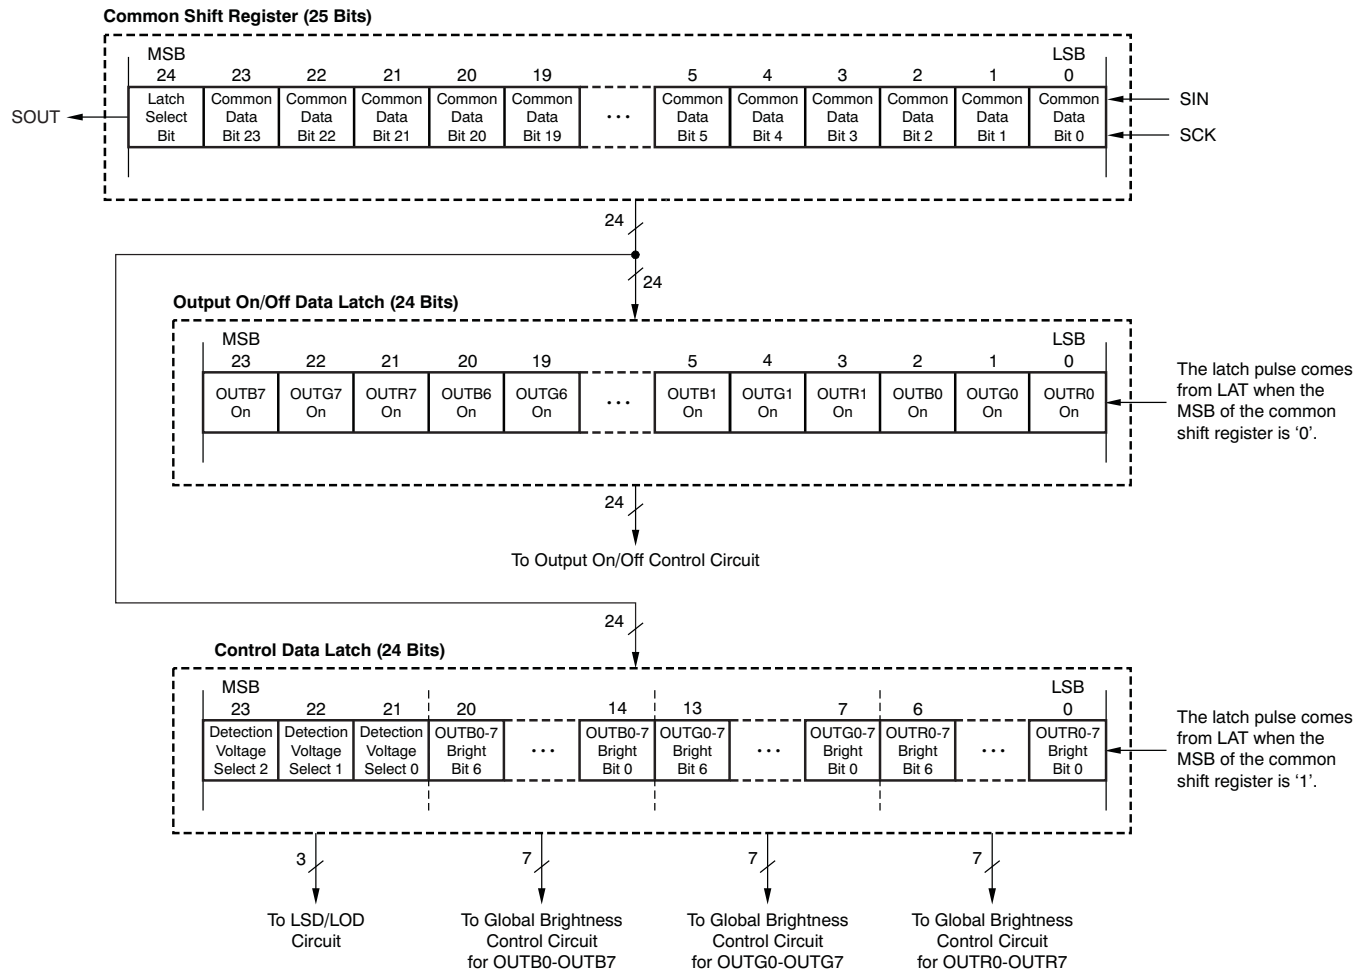 Common Shift Register (25 Bits)
MSB LSB
24 23 22 21 20 19 5 4 3 2 1 0
Latch Select Bit
Common Data Bit 23
Common Data Bit 22
Common Data Bit 21
Common Data Bit 20
Common Data Bit 19
...
Common Data Bit 5
Common Data Bit 4
Common Data Bit 3
Common Data Bit 2
Common Data Bit 1
Common Data Bit 0
SOUT
SIN
SCK
24
24
Output On/Off Data Latch (24 Bits)
MSB LSB
23 22 21 20 19 5 4 3 2 1 0
OUTB7 On
OUTG7 On
OUTR7 On
OUTB6 On
OUTG6 On
...
OUTB1 On
OUTG1 On
OUTR1 On
OUTB0 On
OUTG0 On
OUTR0 On
The latch pulse comes
from LAT when the
MSB of the common
shift register is ‘0’.
24
To Output On/Off Control Circuit
24
Control Data Latch (24 Bits)
MSB LSB
23 22 21 20 14 13 7 6 0
Detection Voltage Select 2
Detection Voltage Select 1
Detection Voltage Select 0
OUTB0-7 Bright Bit 6
...
OUTB0-7 Bright Bit 0
OUTG0-7 Bright Bit 6
...
OUTG0-7 Bright Bit 0
OUTR0-7 Bright Bit 6
...
OUTR0-7 Bright Bit 0
The latch pulse comes
from LAT when the
MSB of the common
shift register is ‘1’.
3 7 7 7
To LSD/LOD
Circuit
To Global Brightness
Control Circuit
for OUTB0-OUTB7
To Global Brightness
Control Circuit
for OUTG0-OUTG7
To Global Brightness
Control Circuit
for OUTR0-OUTR7